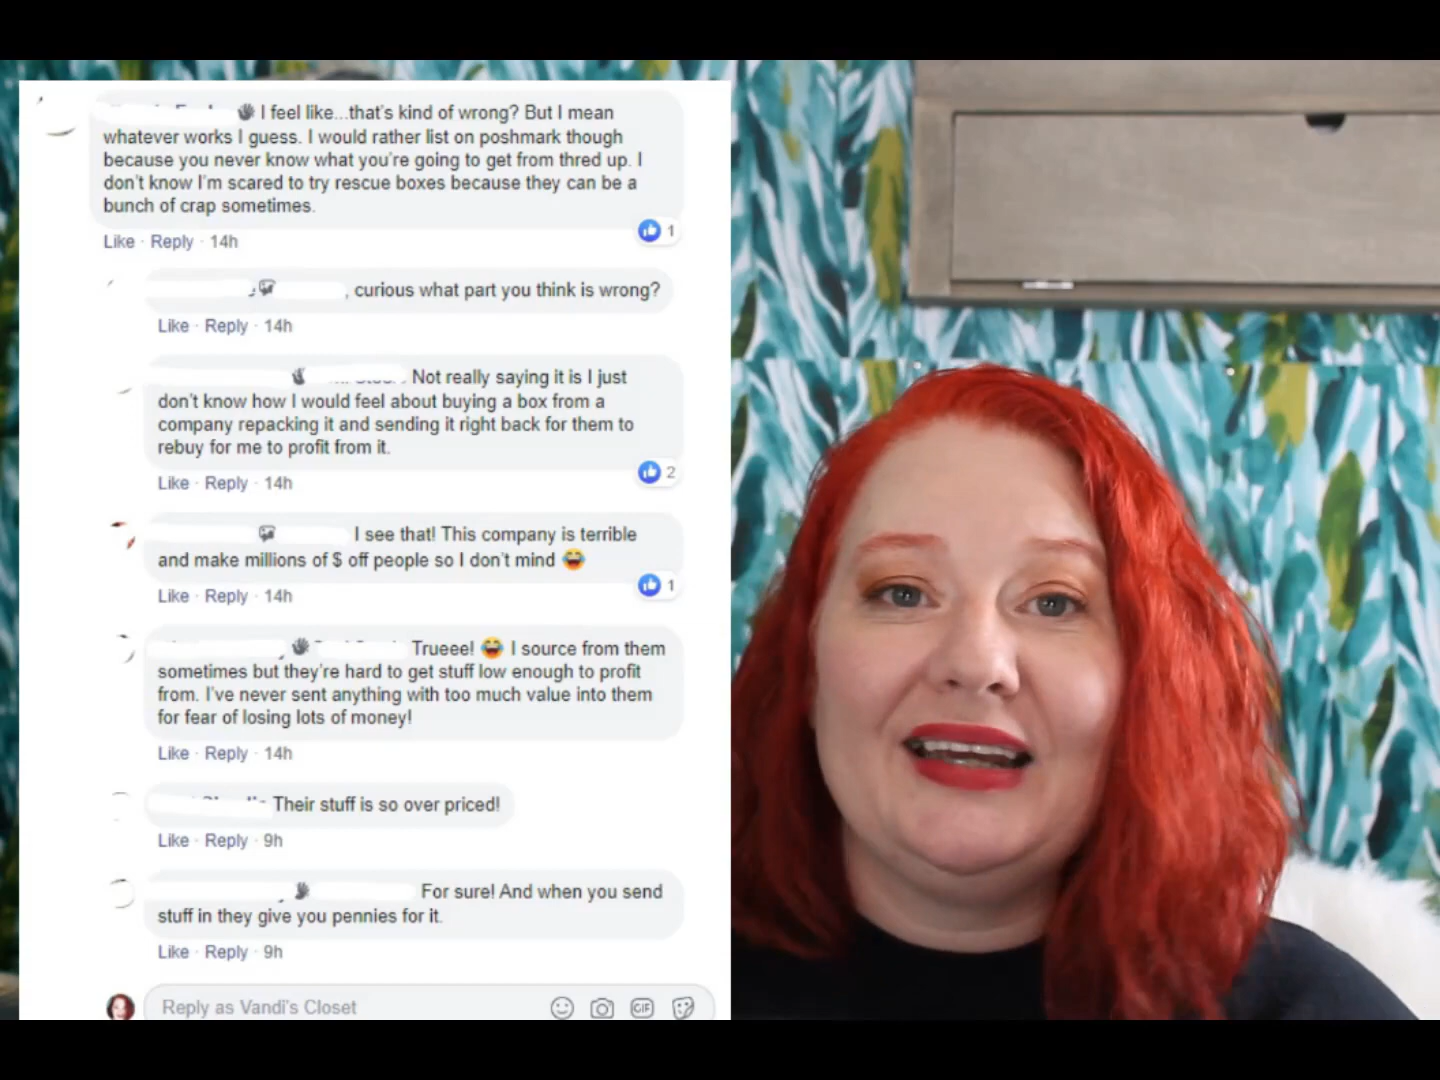 I feel like...that's kind of wrong? But I mean
whatever works I guess. I would rather list on poshmark though
because you never know what you're going to get from thred up. I
don't know I'm scared to try rescue boxes because they can be a
bunch of crap sometimes.
1
Like · Reply · 14h
, curious what part you think is wrong?
Like · Reply · 14h
Not really saying it is I just
don't know how I would feel about buying a box from a
company repacking it and sending it right back for them to
rebuy for me to profit from it.
2
Like · Reply · 14h
I see that! This company is terrible
and make millions of $ off people so I don't mind 😂
1
Like · Reply · 14h
Trueee! 😂 I source from them
sometimes but they're hard to get stuff low enough to profit
from. I've never sent anything with too much value into them
for fear of losing lots of money!
Like · Reply · 14h
Their stuff is so over priced!
Like · Reply · 9h
For sure! And when you send
stuff in they give you pennies for it.
Like · Reply · 9h
Reply as Vandi's Closet
GIF